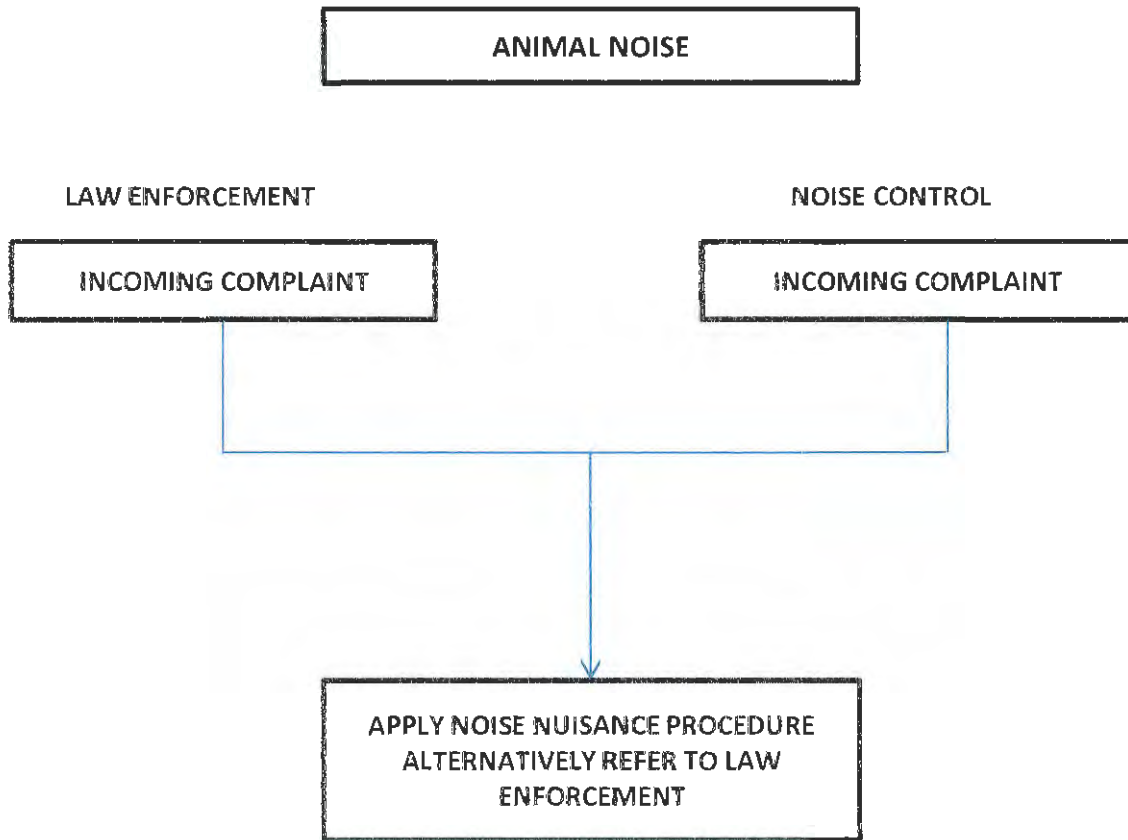 ANIMAL NOISE
LAW ENFORCEMENT
NOISE CONTROL
INCOMING COMPLAINT
INCOMING COMPLAINT
APPLY NOISE NUISANCE PROCEDURE
ALTERNATIVELY REFER TO LAW
ENFORCEMENT